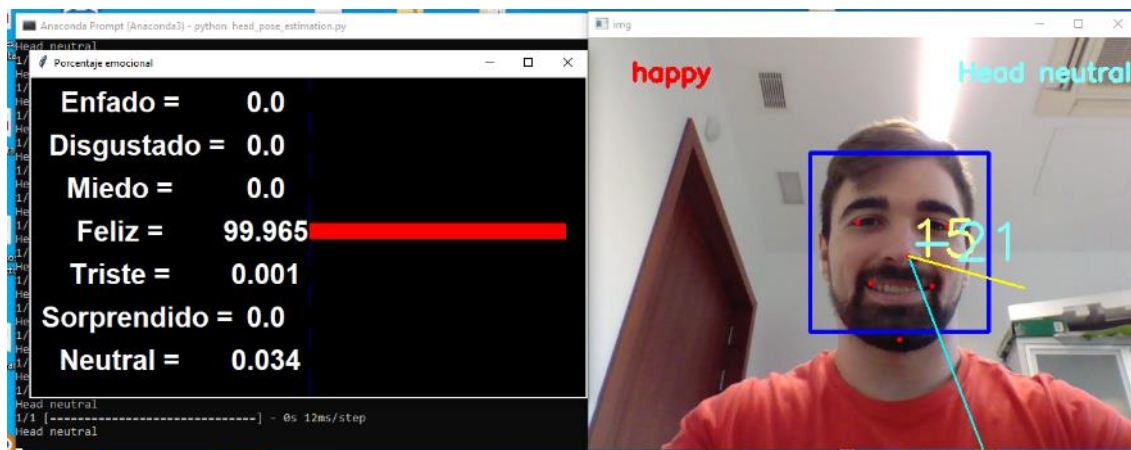 Anaconda Prompt (Anaconda3) - python head_pose_estimation.py
Head neutral
Porcentaje emocional
Enfado = 0.0
Disgustado = 0.0
Miedo = 0.0
Feliz = 99.965
Triste = 0.001
Sorprendido = 0.0
Neutral = 0.034
Head neutral
1/1 [==============================] - 0s 12ms/step
Head neutral
img
happy
Head neutral
15
-21